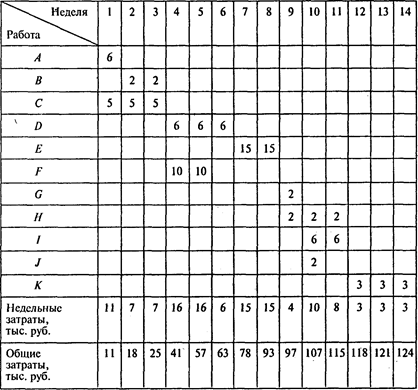 Неделя 1 2 3 4 5 6 7 8 9 10 11 12 13 14
Работа
A 6
B 2 2
C 5 5 5
D 6 6 6
E 15 15
F 10 10
G 2
H 2 2 2
I 6 6
J 2
K 3 3 3
Недельные 11 7 7 16 16 6 15 15 4 10 8 3 3 3
затраты,
тыс. руб.
Общие 11 18 25 41 57 63 78 93 97 107 115 118 121 124
затраты,
тыс. руб.